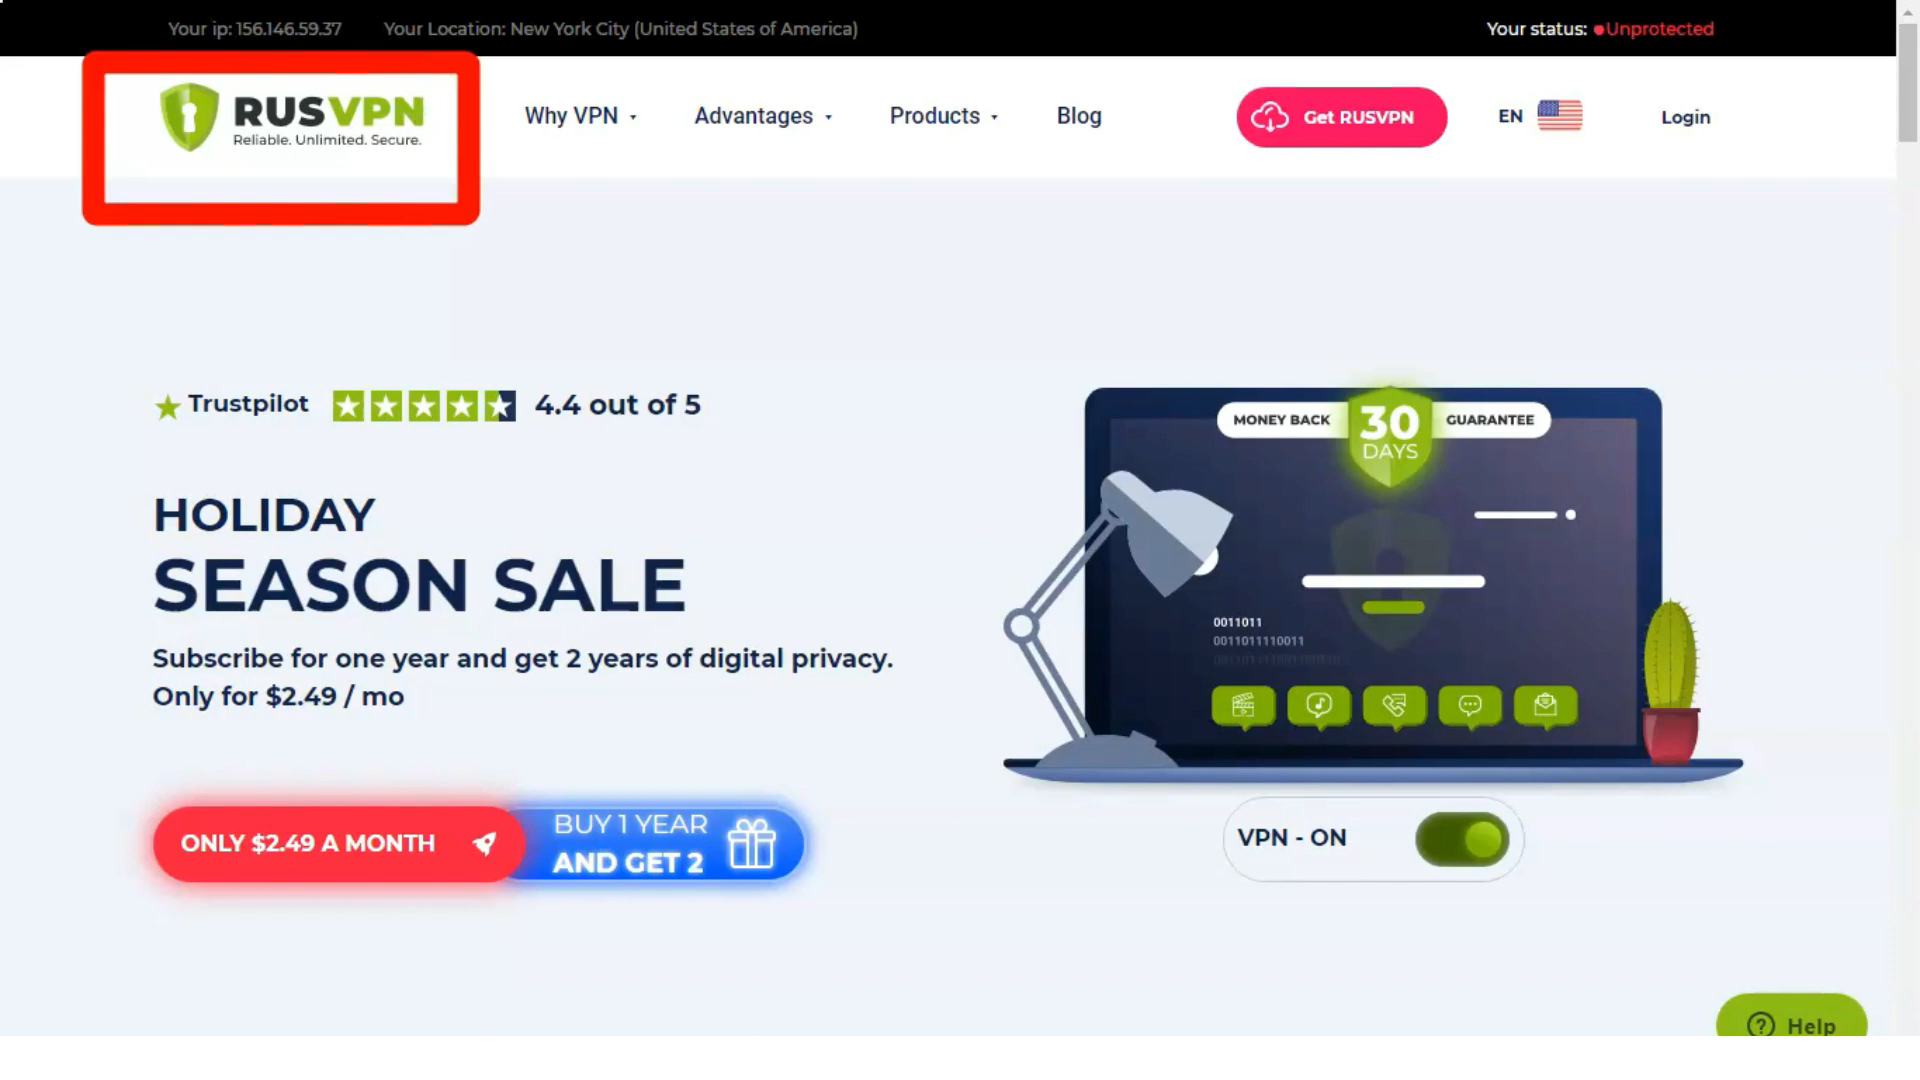 Your ip: 156.146.59.37 Your Location: New York City (United States of America) Your status: Unprotected
RUSVPN
Reliable. Unlimited. Secure.
Why VPN Advantages Products Blog Get RUSVPN EN Login
Trustpilot 4.4 out of 5
MONEY BACK 30 DAYS GUARANTEE
HOLIDAY
SEASON SALE
Subscribe for one year and get 2 years of digital privacy.
Only for $2.49 / mo
0011011
0011011110011
ONLY $2.49 A MONTH
BUY 1 YEAR
AND GET 2
VPN - ON
Help